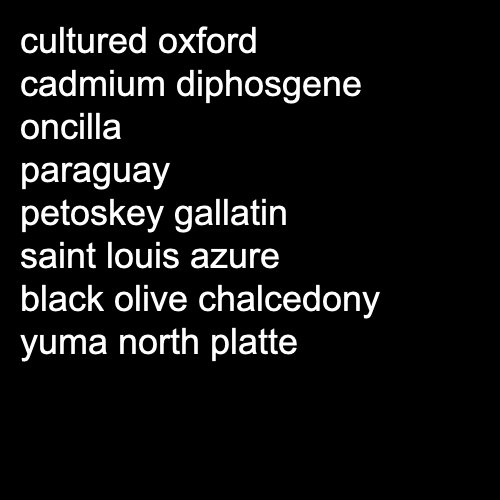 cultured oxford
cadmium diphosgene
oncilla
paraguay
petoskey gallatin
saint louis azure
black olive chalcedony
yuma north platte